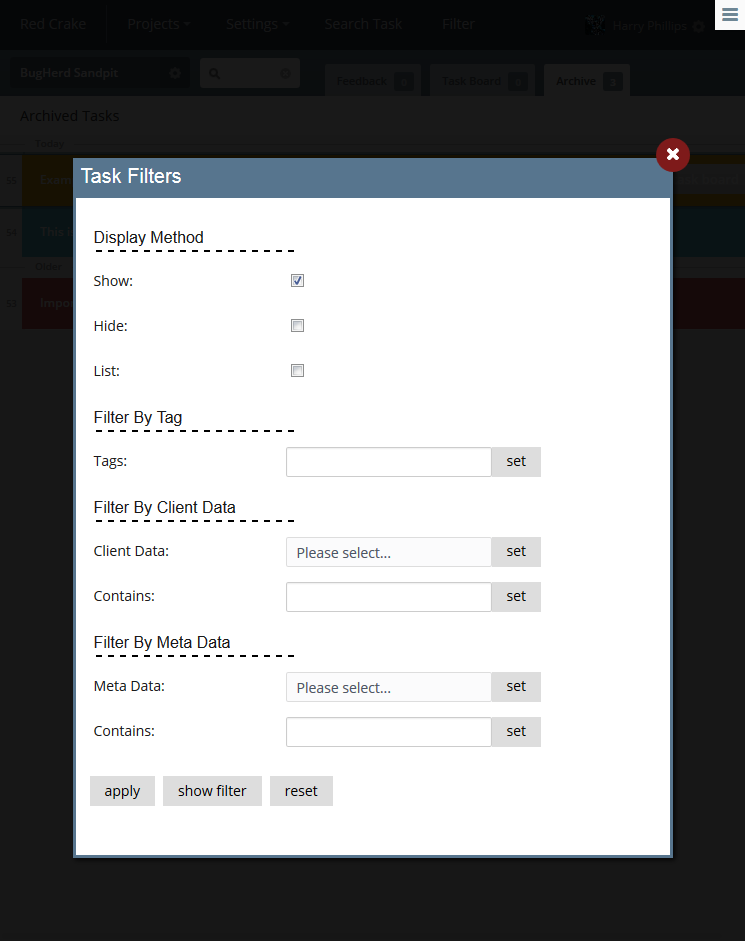 Red Crake Projects Settings Search Task Filter Harry Phillips
BugHerd Sandpit Feedback Task Board Archive
Archived Tasks
Today
Task Filters
Display Method
Show:
Hide:
List:
Filter By Tag
Tags: set
Filter By Client Data
Client Data: Please select... set
Contains: set
Filter By Meta Data
Meta Data: Please select... set
Contains: set
apply show filter reset